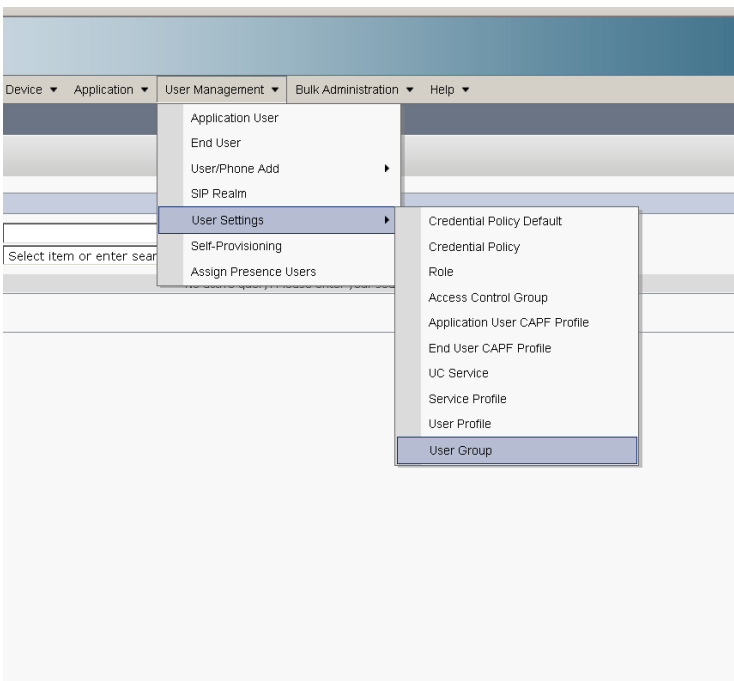 Device Application User Management Bulk Administration Help
Application User
End User
User/Phone Add
SIP Realm
User Settings
Self-Provisioning
Assign Presence Users
Select item or enter sear
Credential Policy Default
Credential Policy
Role
Access Control Group
Application User CAPF Profile
End User CAPF Profile
UC Service
Service Profile
User Profile
User Group